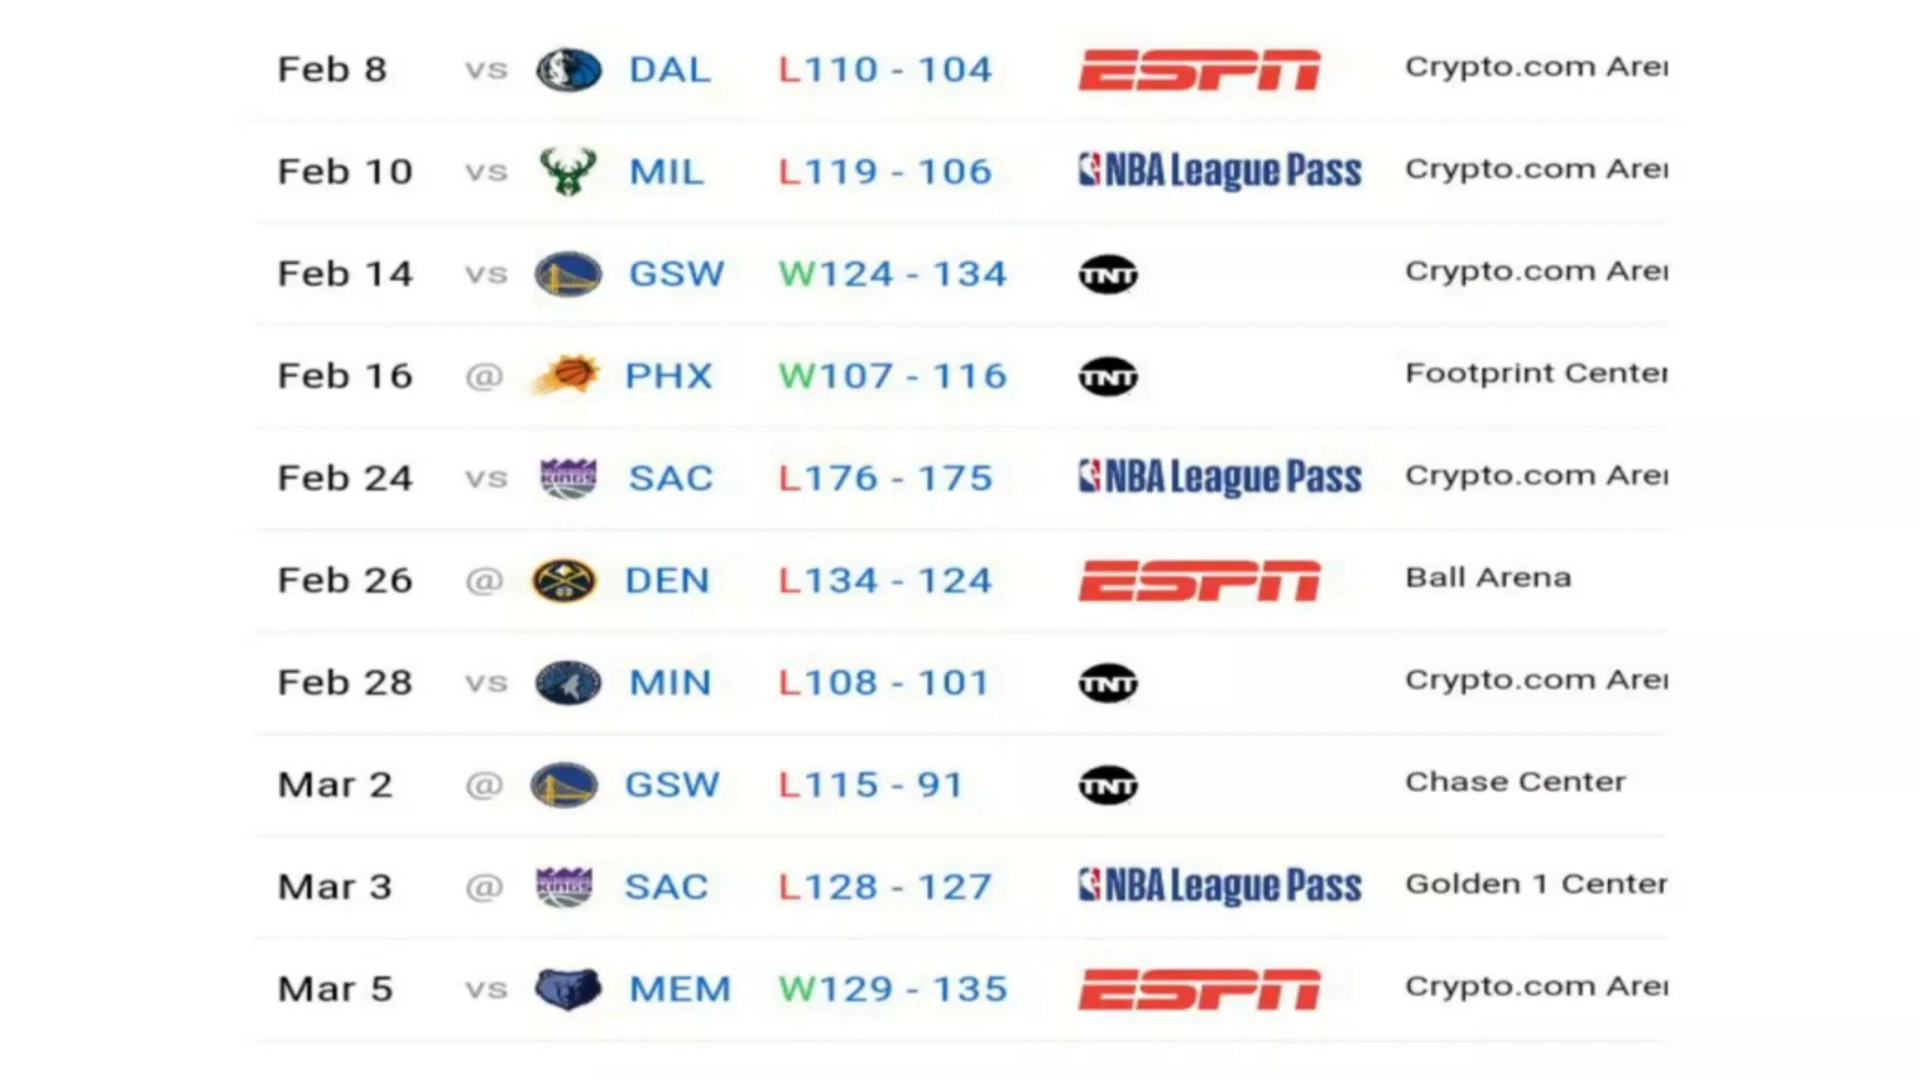 Feb 8 vs DAL L110 - 104 ESPN Crypto.com Arei
Feb 10 vs MIL L119 - 106 NBA League Pass Crypto.com Arei
Feb 14 vs GSW W124 - 134 TNT Crypto.com Arei
Feb 16 @ PHX W107 - 116 TNT Footprint Center
Feb 24 vs KINGS SAC L176 - 175 NBA League Pass Crypto.com Arei
Feb 26 @ DEN L134 - 124 ESPN Ball Arena
Feb 28 vs MIN L108 - 101 TNT Crypto.com Arei
Mar 2 @ GSW L115 - 91 TNT Chase Center
Mar 3 @ KINGS SAC L128 - 127 NBA League Pass Golden 1 Center
Mar 5 vs MEM W129 - 135 ESPN Crypto.com Arei